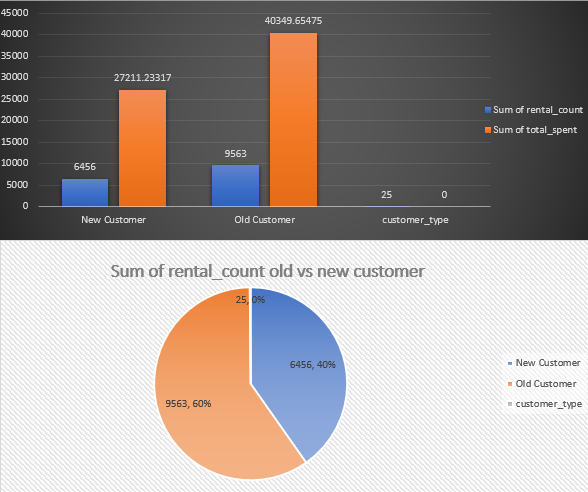 45000
40000
35000
30000
25000
20000
15000
10000
5000
0
6456
27211.23317
9563
40349.65475
25
0
New Customer
Old Customer
customer_type
Sum of rental_count
Sum of total_spent
Sum of rental_count old vs new customer
25, 0%
6456, 40%
9563, 60%
New Customer
Old Customer
customer_type